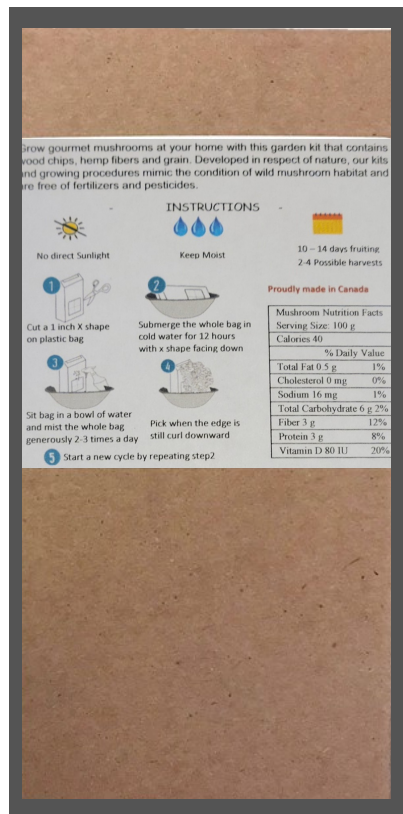 Grow gourmet mushrooms at your home with this garden kit that contains
wood chips, hemp fibers and grain. Developed in respect of nature, our kits
and growing procedures mimic the condition of wild mushroom habitat and
are free of fertilizers and pesticides.
INSTRUCTIONS
No direct Sunlight
Keep Moist
10 – 14 days fruiting
2-4 Possible harvests
1
Cut a 1 inch X shape
on plastic bag
2
Submerge the whole bag in
cold water for 12 hours
with x shape facing down
3
Sit bag in a bowl of water
and mist the whole bag
generously 2-3 times a day
4
Pick when the edge is
still curl downward
5 Start a new cycle by repeating step2
Proudly made in Canada
Mushroom Nutrition Facts
Serving Size: 100 g
Calories 40
% Daily Value
Total Fat 0.5 g 1%
Cholesterol 0 mg 0%
Sodium 16 mg 1%
Total Carbohydrate 6 g 2%
Fiber 3 g 12%
Protein 3 g 8%
Vitamin D 80 IU 20%